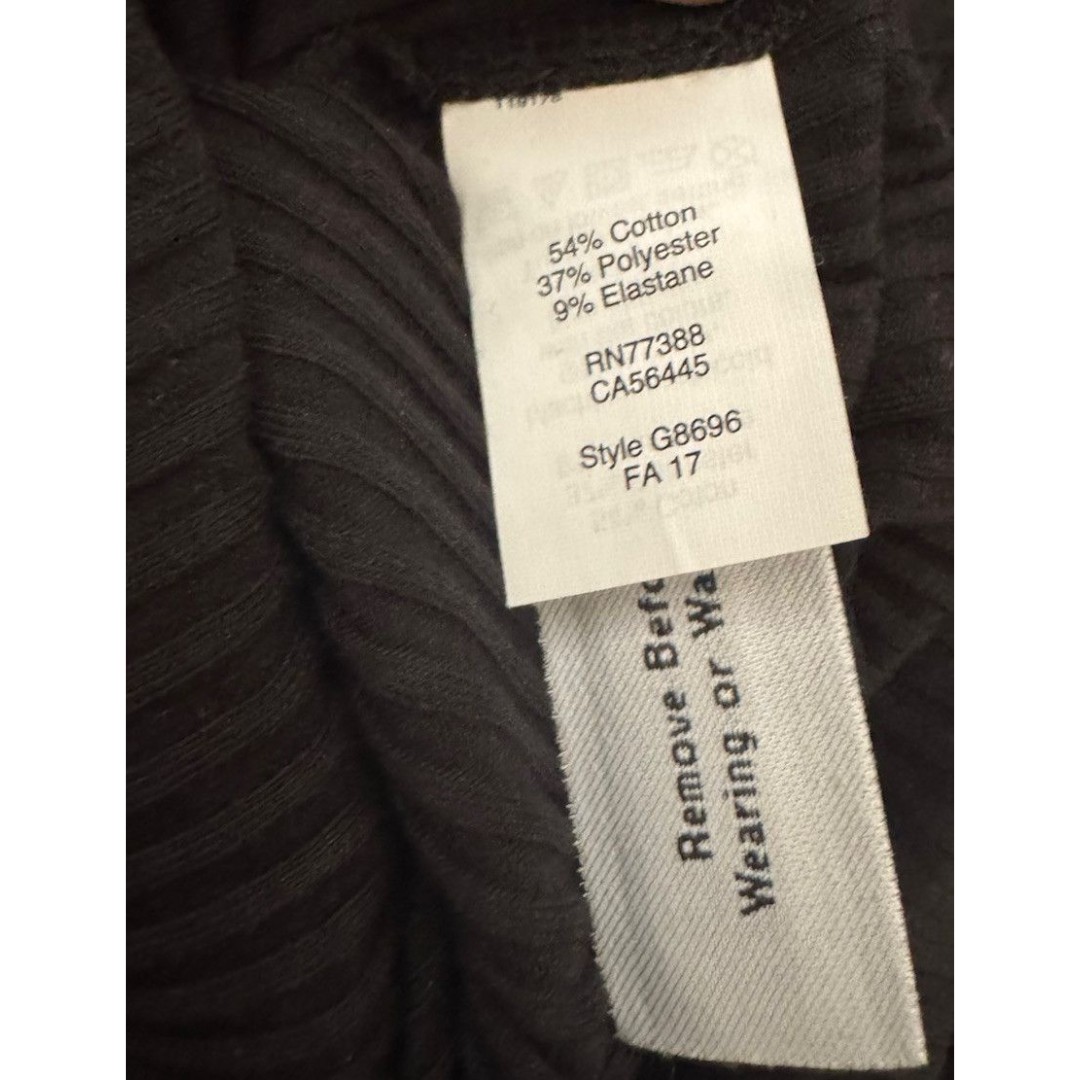 54% Cotton
37% Polyester
9% Elastane
RN77388
CA56445
Style G8696
FA 17
Remove Befo
Wearing or Wa